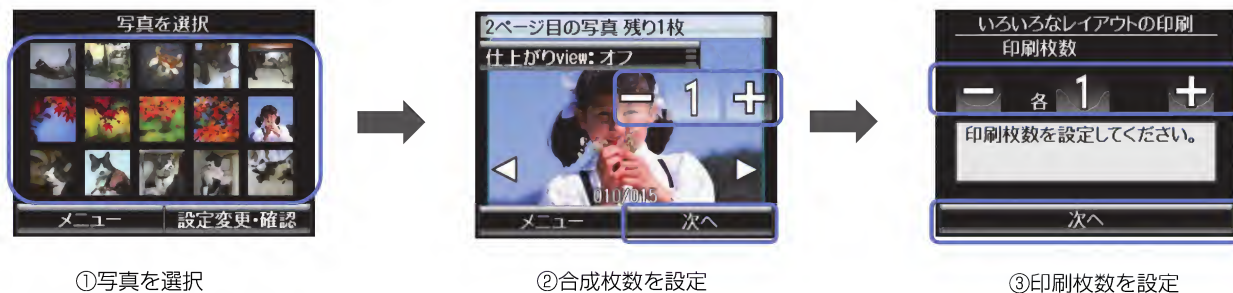 写真を選択
メニュー
設定変更・確認
①写真を選択
2ページ目の写真 残り1枚
仕上がりview: オフ
− 1 +
010/015
メニュー
次へ
②合成枚数を設定
いろいろなレイアウトの印刷
印刷枚数
− 各 1 +
印刷枚数を設定してください。
次へ
③印刷枚数を設定